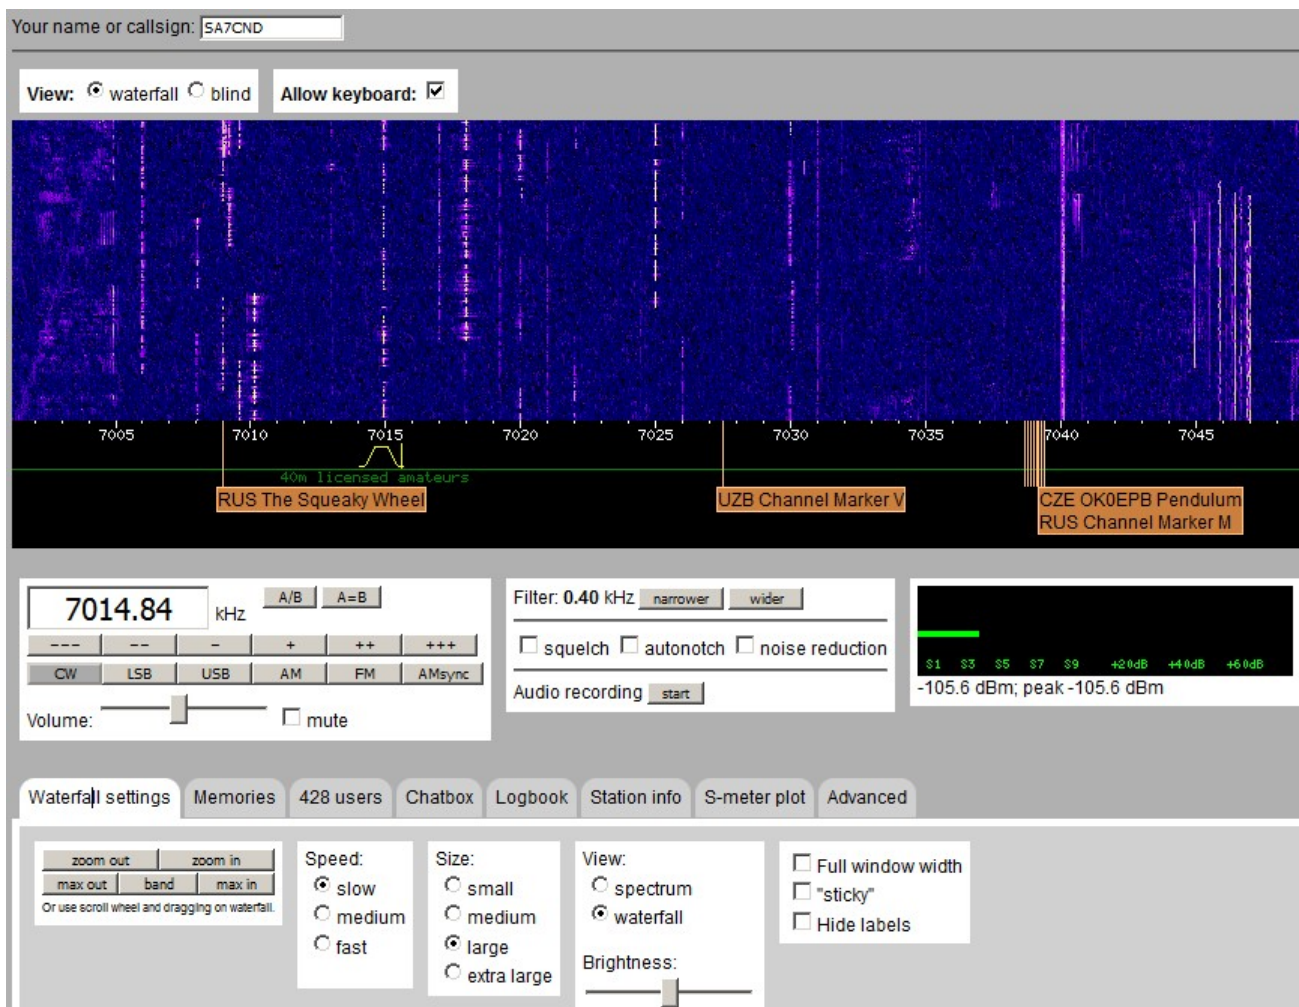 Your name or callsign: SA7CND
View: waterfall blind Allow keyboard:
7005 7010 7015 7020 7025 7030 7035 7040 7045
40m licensed amateurs
RUS The Squeaky Wheel UZB Channel Marker V CZE OK0EPB Pendulum
RUS Channel Marker M
7014.84 kHz A/B A=B
--- -- - + ++ +++
CW LSB USB AM FM AMsync
Volume: mute
Filter: 0.40 kHz narrower wider
squelch autonotch noise reduction
Audio recording start
S1 S3 S5 S7 S9 +20dB +40dB +60dB
-105.6 dBm; peak -105.6 dBm
Waterfall settings Memories 428 users Chatbox Logbook Station info S-meter plot Advanced
zoom out zoom in
max out band max in
Or use scroll wheel and dragging on waterfall.
Speed:
slow
medium
fast
Size:
small
medium
large
extra large
View:
spectrum
waterfall
Brightness:
Full window width
"sticky"
Hide labels